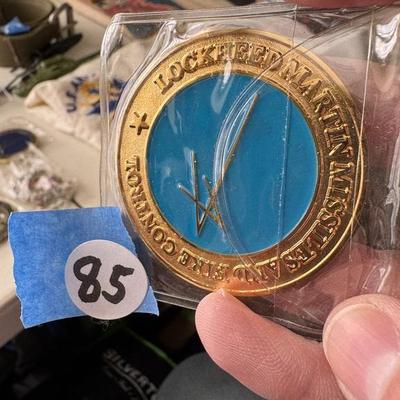 LOCKHEED MARTIN MISSILES AND FIRE CONTROL
85
SILVERT